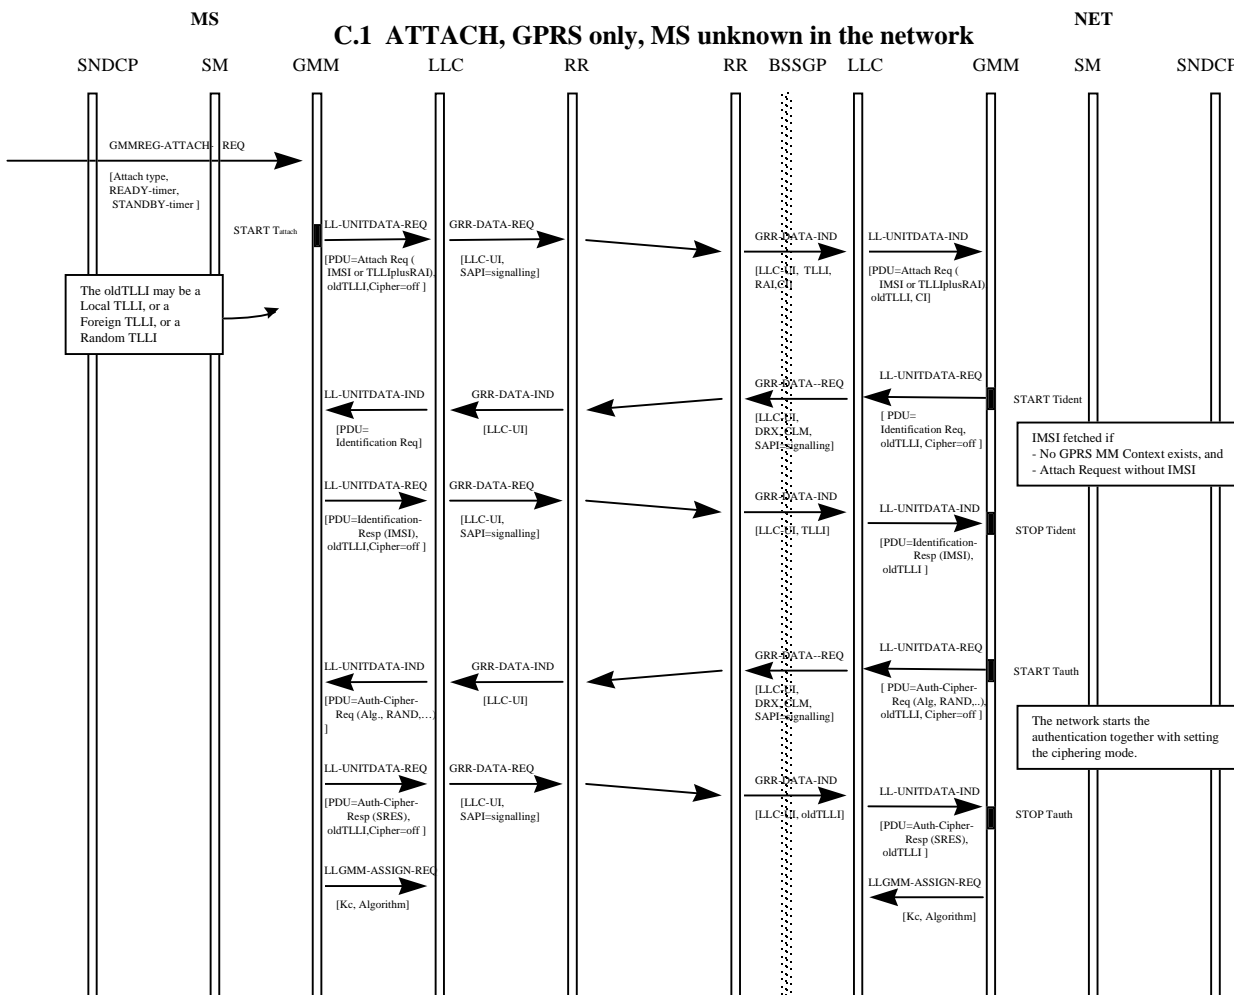 MS
NET
C.1 ATTACH, GPRS only, MS unknown in the network
SNDCP SM GMM LLC RR RR BSSGP LLC GMM SM SNDCP
GMMREG-ATTACH- REQ
[Attach type,
READY-timer,
STANDBY-timer ]
START Tattach
LL-UNITDATA-REQ
[PDU=Attach Req (
IMSI or TLLIplusRAI),
oldTLLI,Cipher=off ]
GRR-DATA-REQ
[LLC-UI,
SAPI=signalling]
GRR-DATA-IND
[LLC-UI, TLLI,
RAI,CI]
LL-UNITDATA-IND
[PDU=Attach Req (
IMSI or TLLIplusRAI)
oldTLLI, CI]
The oldTLLI may be a
Local TLLI, or a
Foreign TLLI, or a
Random TLLI
LL-UNITDATA-IND
[PDU=
Identification Req]
GRR-DATA-IND
[LLC-UI]
GRR-DATA--REQ
[LLC-UI,
DRX, CLM,
SAPI=signalling]
LL-UNITDATA-REQ
[ PDU=
Identification Req,
oldTLLI, Cipher=off ]
START Tident
IMSI fetched if
- No GPRS MM Context exists, and
- Attach Request without IMSI
LL-UNITDATA-REQ
[PDU=Identification-
Resp (IMSI),
oldTLLI,Cipher=off ]
GRR-DATA-REQ
[LLC-UI,
SAPI=signalling]
GRR-DATA-IND
[LLC-UI, TLLI]
LL-UNITDATA-IND
[PDU=Identification-
Resp (IMSI),
oldTLLI ]
STOP Tident
LL-UNITDATA-IND
[PDU=Auth-Cipher-
Req (Alg., RAND,…)
]
GRR-DATA-IND
[LLC-UI]
GRR-DATA--REQ
[LLC-UI,
DRX, CLM,
SAPI=signalling]
LL-UNITDATA-REQ
[ PDU=Auth-Cipher-
Req (Alg, RAND,..),
oldTLLI, Cipher=off ]
START Tauth
The network starts the
authentication together with setting
the ciphering mode.
LL-UNITDATA-REQ
[PDU=Auth-Cipher-
Resp (SRES),
oldTLLI,Cipher=off ]
GRR-DATA-REQ
[LLC-UI,
SAPI=signalling]
GRR-DATA-IND
[LLC-UI, oldTLLI]
LL-UNITDATA-IND
[PDU=Auth-Cipher-
Resp (SRES),
oldTLLI ]
STOP Tauth
LLGMM-ASSIGN-REQ
[Kc, Algorithm]
LLGMM-ASSIGN-REQ
[Kc, Algorithm]